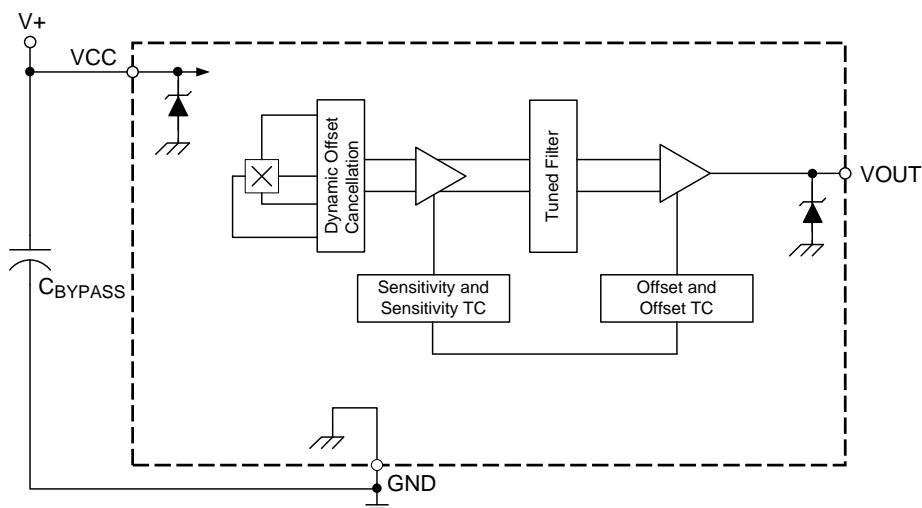 V+
VCC
Dynamic Offset
Cancellation
Tuned Filter
VOUT
CBYPASS
Sensitivity and
Sensitivity TC
Offset and
Offset TC
GND